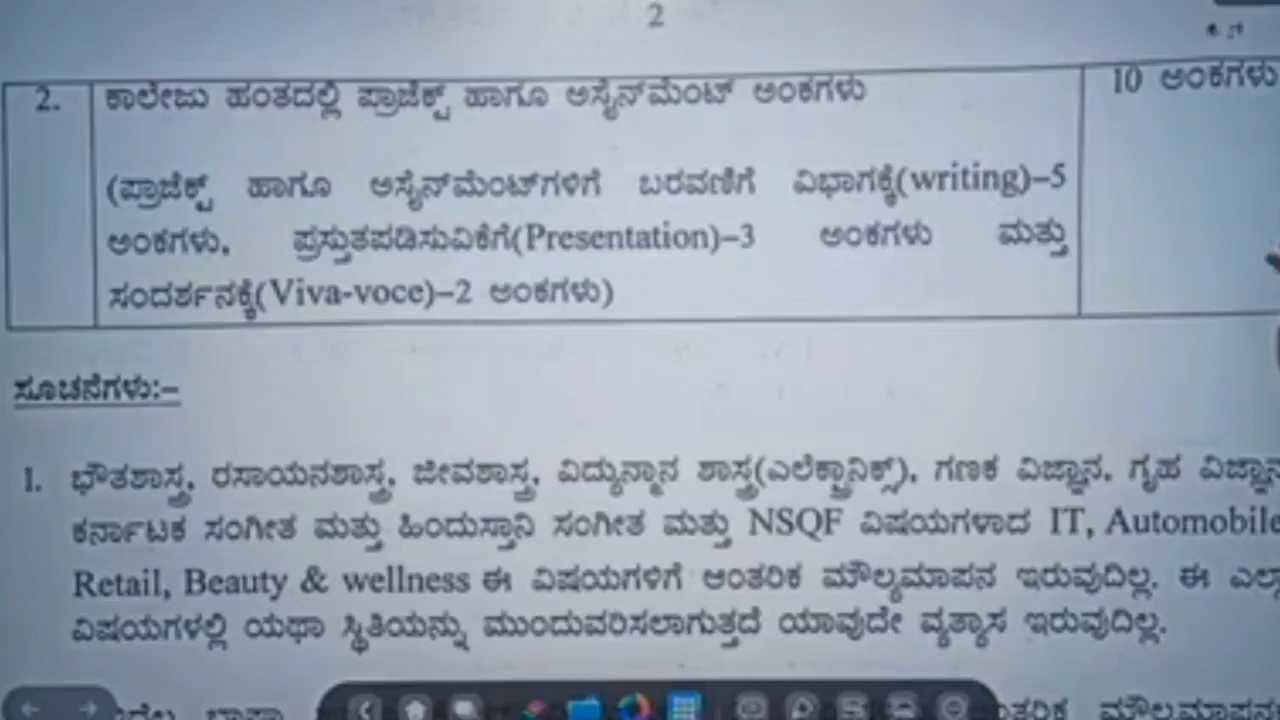 2
2. ಕಾಲೇಜು ಹಂತದಲ್ಲಿ ಪ್ರಾಜೆಕ್ಟ್ ಹಾಗೂ ಅಸೈನ್‌ಮೆಂಟ್ ಅಂಕಗಳು 10 ಅಂಕಗಳು
(ಪ್ರಾಜೆಕ್ಟ್ ಹಾಗೂ ಅಸೈನ್‌ಮೆಂಟ್‌ಗಳಿಗೆ ಬರವಣಿಗೆ ವಿಭಾಗಕ್ಕೆ(writing)–5
ಅಂಕಗಳು, ಪ್ರಸ್ತುತಪಡಿಸುವಿಕೆಗೆ(Presentation)–3 ಅಂಕಗಳು ಮತ್ತು
ಸಂದರ್ಶನಕ್ಕೆ(Viva-voce)–2 ಅಂಕಗಳು)
ಸೂಚನೆಗಳು:–
1. ಭೌತಶಾಸ್ತ್ರ, ರಸಾಯನಶಾಸ್ತ್ರ, ಜೀವಶಾಸ್ತ್ರ, ವಿದ್ಯುನ್ಮಾನ ಶಾಸ್ತ್ರ(ಎಲೆಕ್ಟ್ರಾನಿಕ್ಸ್), ಗಣಕ ವಿಜ್ಞಾನ, ಗೃಹ ವಿಜ್ಞಾನ
ಕರ್ನಾಟಕ ಸಂಗೀತ ಮತ್ತು ಹಿಂದುಸ್ತಾನಿ ಸಂಗೀತ ಮತ್ತು NSQF ವಿಷಯಗಳಾದ IT, Automobile
Retail, Beauty & wellness ಈ ವಿಷಯಗಳಿಗೆ ಆಂತರಿಕ ಮೌಲ್ಯಮಾಪನ ಇರುವುದಿಲ್ಲ. ಈ ಎಲ್ಲಾ
ವಿಷಯಗಳಲ್ಲಿ ಯಥಾ ಸ್ಥಿತಿಯನ್ನು ಮುಂದುವರಿಸಲಾಗುತ್ತದೆ ಯಾವುದೇ ವ್ಯತ್ಯಾಸ ಇರುವುದಿಲ್ಲ.